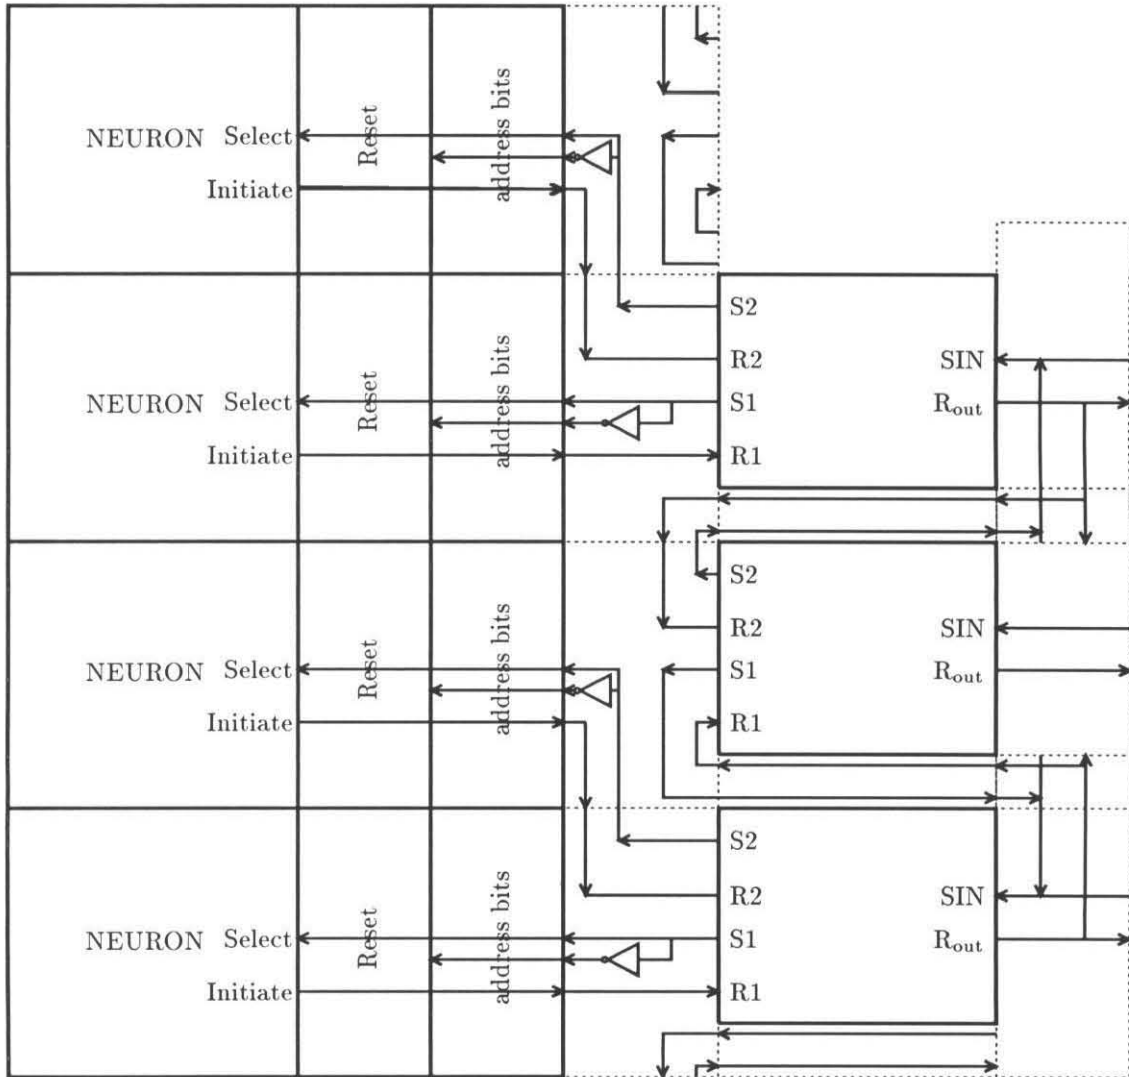 NEURON Select
Initiate
Reset
address bits
NEURON Select
Initiate
Reset
address bits
S2
R2
S1
R1
SIN
Rout
NEURON Select
Initiate
Reset
address bits
S2
R2
S1
R1
SIN
Rout
NEURON Select
Initiate
Reset
address bits
S2
R2
S1
R1
SIN
Rout